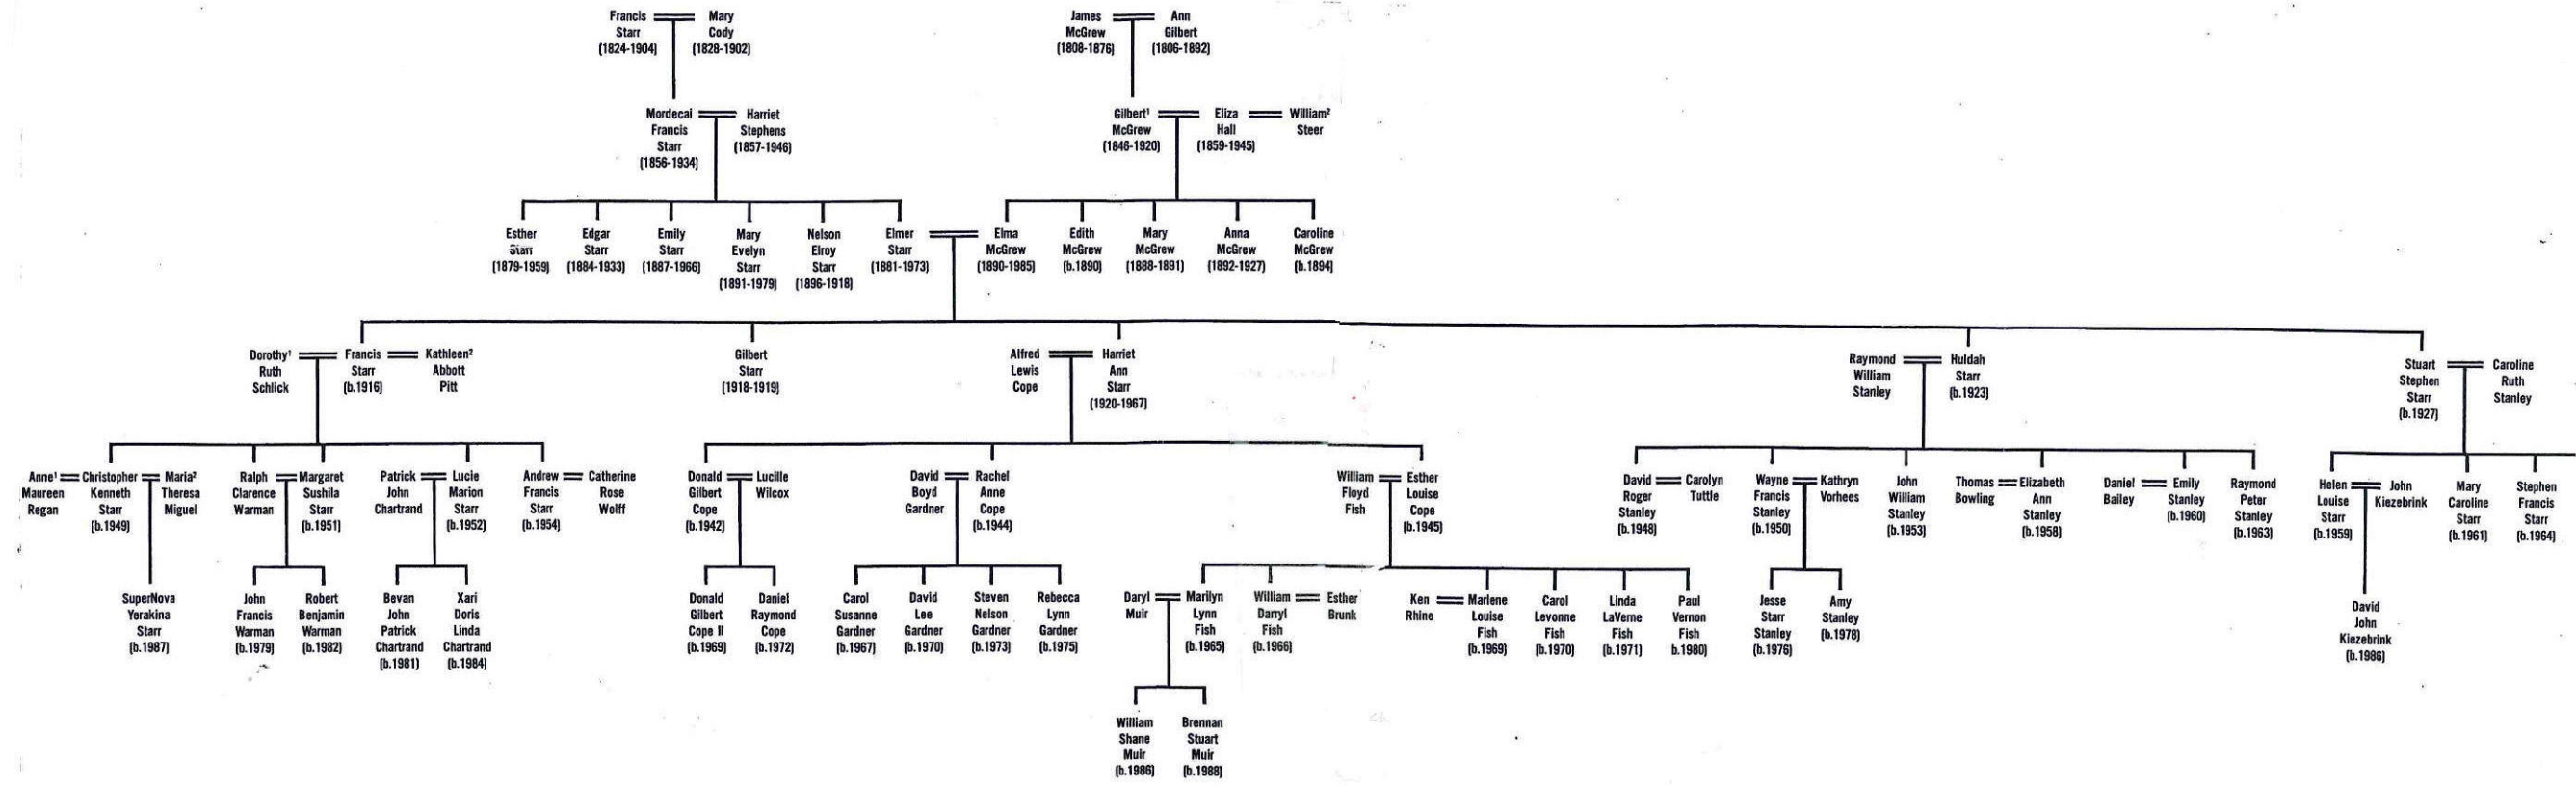 Francis
Starr
(1824-1904)
Mary
Cody
(1828-1902)
James
McGrew
(1808-1876)
Ann
Gilbert
(1806-1892)
Mordecai
Francis
Starr
(1856-1934)
Harriet
Stephens
(1857-1946)
Gilbert¹
McGrew
(1846-1920)
Eliza
Hall
(1859-1945)
William²
Steer
Esther
Starr
(1879-1959)
Edgar
Starr
(1884-1933)
Emily
Starr
(1887-1966)
Mary
Evelyn
Starr
(1891-1979)
Nelson
Elroy
Starr
(1896-1918)
Elmer
Starr
(1881-1973)
Elma
McGrew
(1890-1985)
Edith
McGrew
(b.1890)
Mary
McGrew
(1888-1891)
Anna
McGrew
(1892-1927)
Caroline
McGrew
(b.1894)
Dorothy¹
Ruth
Schlick
Francis
Starr
(b.1916)
Kathleen²
Abbott
Pitt
Gilbert
Starr
(1918-1919)
Alfred
Lewis
Cope
Harriet
Ann
Starr
(1920-1967)
Raymond
William
Stanley
Huldah
Starr
(b.1923)
Stuart
Stephen
Starr
(b.1927)
Caroline
Ruth
Stanley
Anne¹
Maureen
Regan
Christopher
Kenneth
Starr
(b.1949)
Maria²
Theresa
Miguel
Ralph
Clarence
Warman
Margaret
Sushila
Starr
(b.1951)
Patrick
John
Chartrand
Lucie
Marion
Starr
(b.1952)
Andrew
Francis
Starr
(b.1954)
Catherine
Rose
Wolff
Donald
Gilbert
Cope
(b.1942)
Lucille
Wilcox
David
Boyd
Gardner
Rachel
Anne
Cope
(b.1944)
William
Floyd
Fish
Esther
Louise
Cope
(b.1945)
David
Roger
Stanley
(b.1948)
Carolyn
Tuttle
Wayne
Francis
Stanley
(b.1950)
Kathryn
Vorhees
John
William
Stanley
(b.1953)
Thomas
Bowling
Elizabeth
Ann
Stanley
(b.1958)
Daniel
Bailey
Emily
Stanley
(b.1960)
Raymond
Peter
Stanley
(b.1963)
Helen
Louise
Starr
(b.1959)
John
Kiezebrink
Mary
Caroline
Starr
(b.1961)
Stephen
Francis
Starr
(b.1964)
SuperNova
Yerakina
Starr
(b.1987)
John
Francis
Warman
(b.1979)
Robert
Benjamin
Warman
(b.1982)
Bevan
John
Patrick
Chartrand
(b.1981)
Xari
Doris
Linda
Chartrand
(b.1984)
Donald
Gilbert
Cope II
(b.1969)
Daniel
Raymond
Cope
(b.1972)
Carol
Susanne
Gardner
(b.1967)
David
Lee
Gardner
(b.1970)
Steven
Nelson
Gardner
(b.1973)
Rebecca
Lynn
Gardner
(b.1975)
Daryl
Muir
Marilyn
Lynn
Fish
(b.1965)
William
Darryl
Fish
(b.1966)
Esther
Brunk
Ken
Rhine
Marlene
Louise
Fish
(b.1969)
Carol
Levonne
Fish
(b.1970)
Linda
LaVerne
Fish
(b.1971)
Paul
Vernon
Fish
b.1980)
Jesse
Starr
Stanley
(b.1976)
Amy
Stanley
(b.1978)
David
John
Kiezebrink
(b.1986)
William
Shane
Muir
(b.1986)
Brennan
Stuart
Muir
(b.1988)